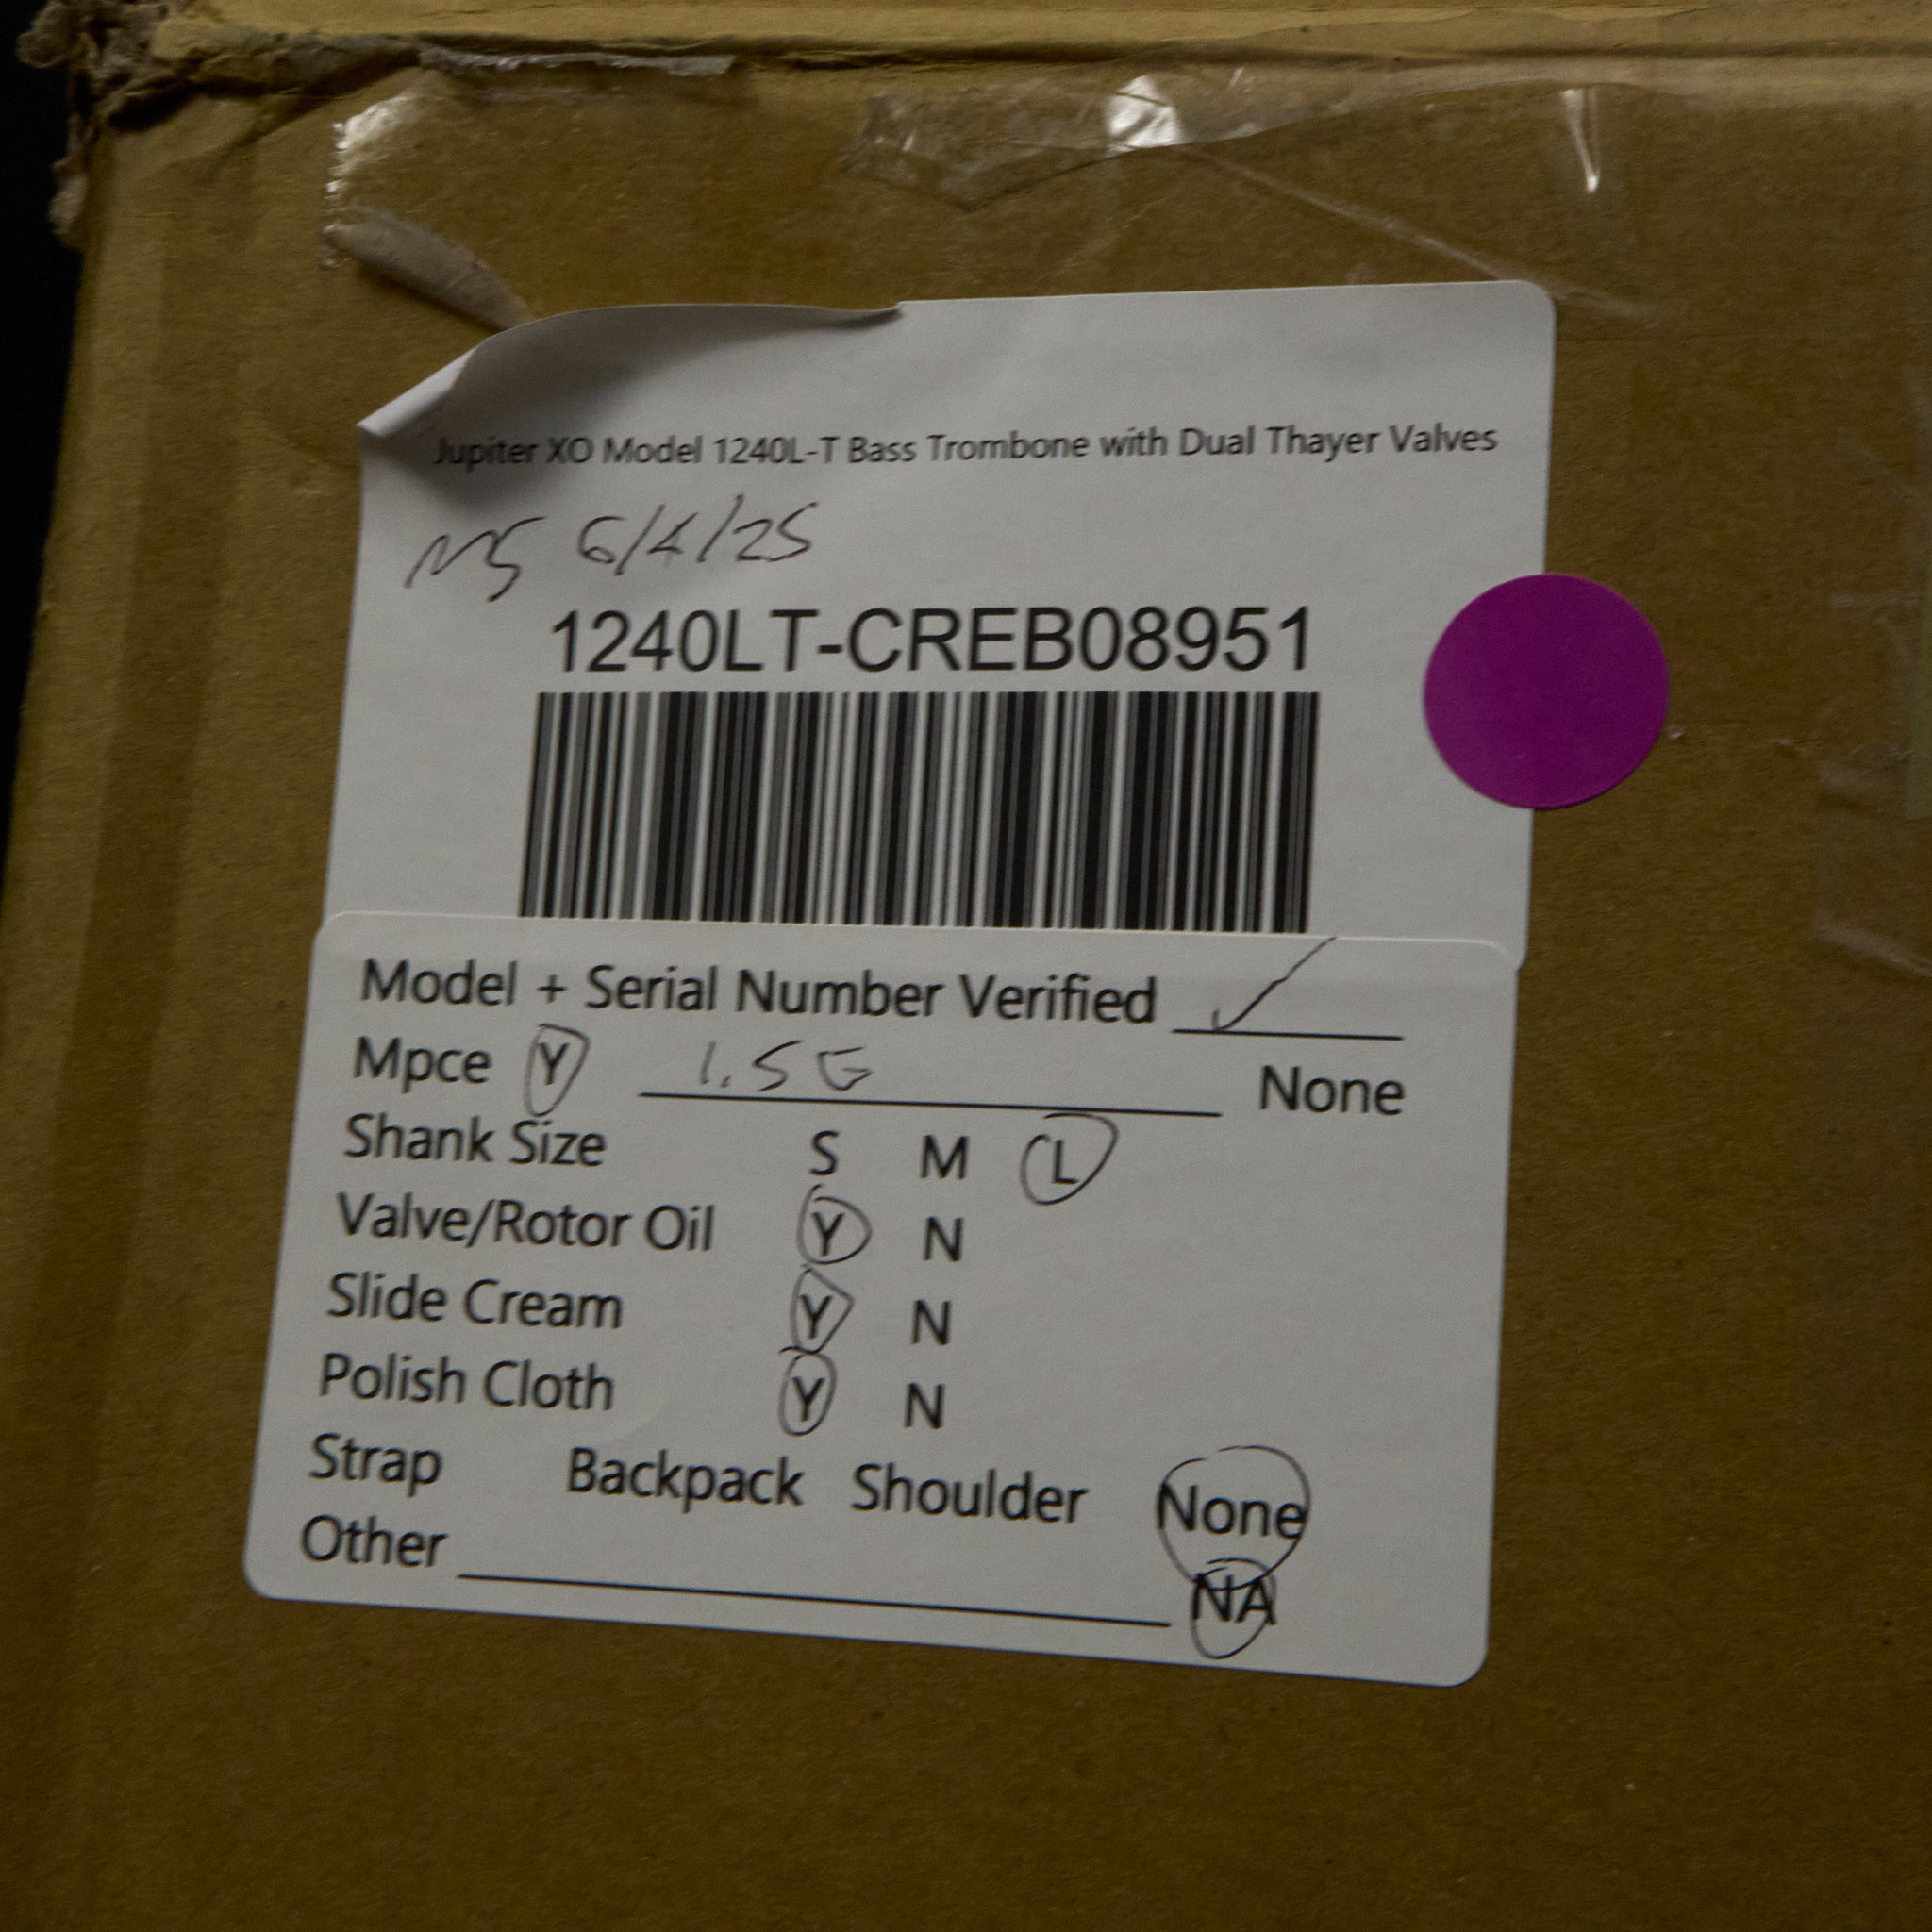 Jupiter XO Model 1240L-T Bass Trombone with Dual Thayer Valves
MS 6/4/25
1240LT-CREB08951
Model + Serial Number Verified ✓
Mpce Y 1.5G None
Shank Size S M L
Valve/Rotor Oil Y N
Slide Cream Y N
Polish Cloth Y N
Strap Backpack Shoulder None
Other NA